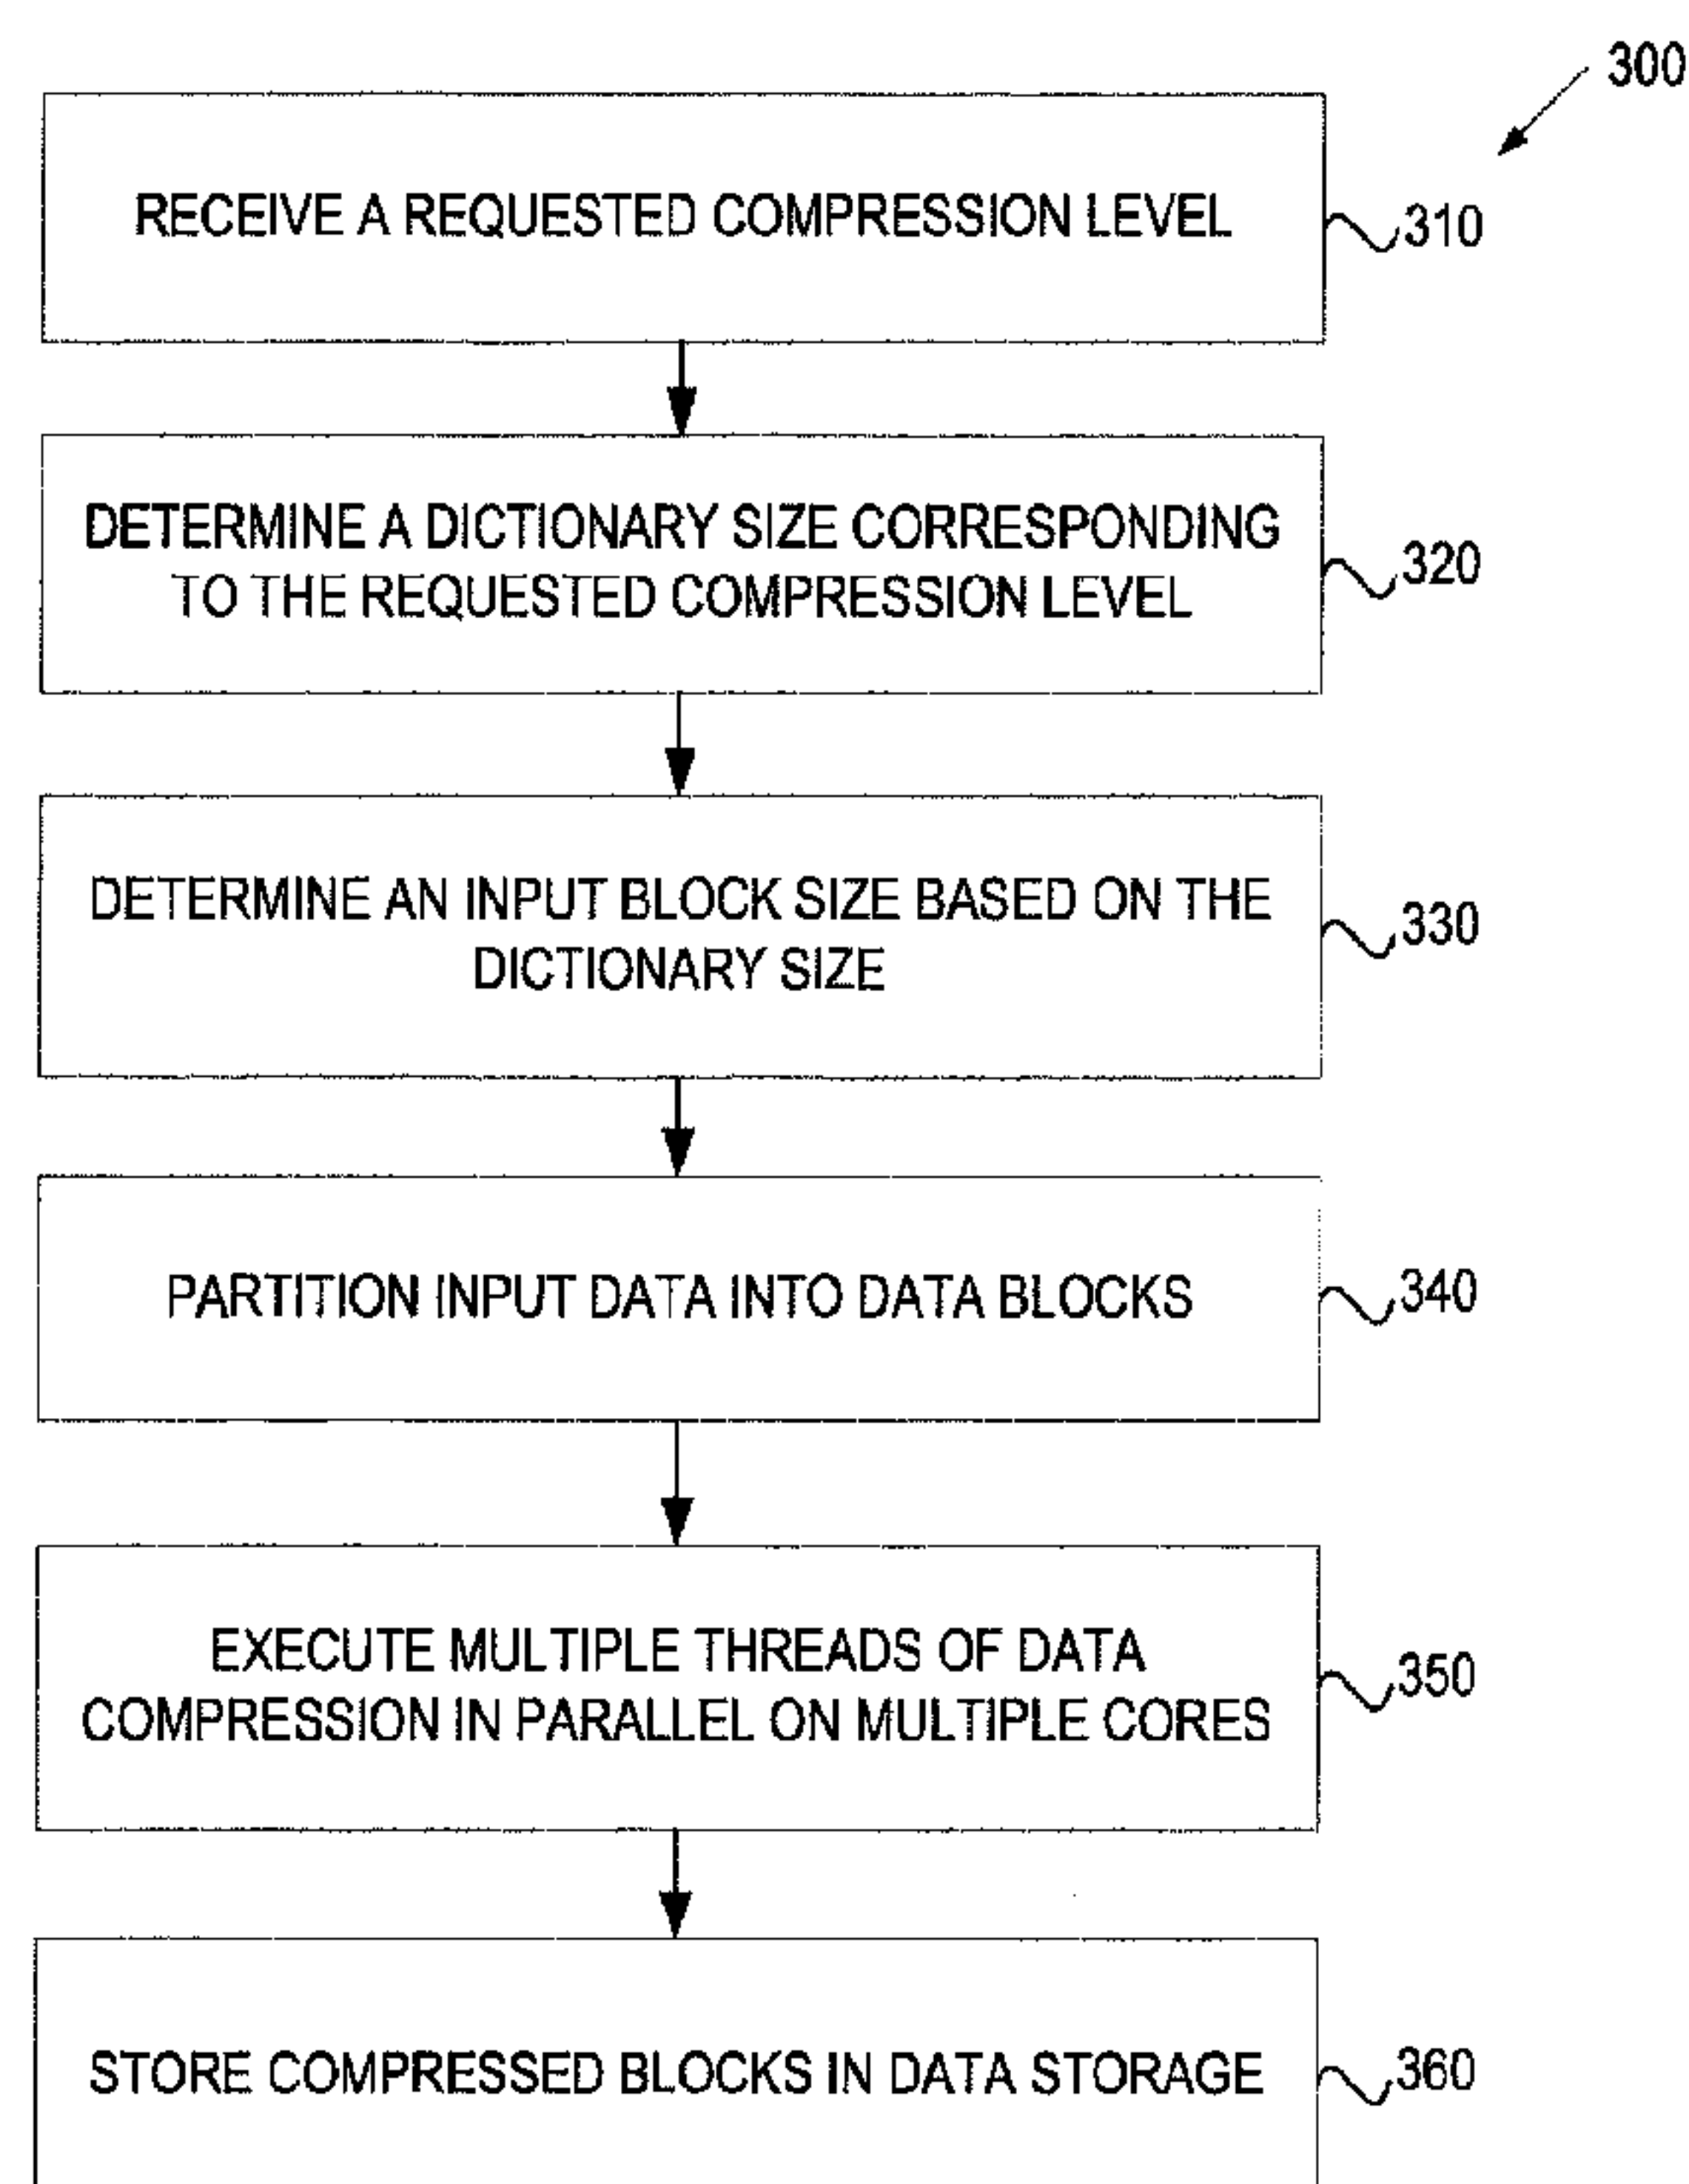 300
RECEIVE A REQUESTED COMPRESSION LEVEL
310
DETERMINE A DICTIONARY SIZE CORRESPONDING
TO THE REQUESTED COMPRESSION LEVEL
320
DETERMINE AN INPUT BLOCK SIZE BASED ON THE
DICTIONARY SIZE
330
PARTITION INPUT DATA INTO DATA BLOCKS
340
EXECUTE MULTIPLE THREADS OF DATA
COMPRESSION IN PARALLEL ON MULTIPLE CORES
350
STORE COMPRESSED BLOCKS IN DATA STORAGE
360